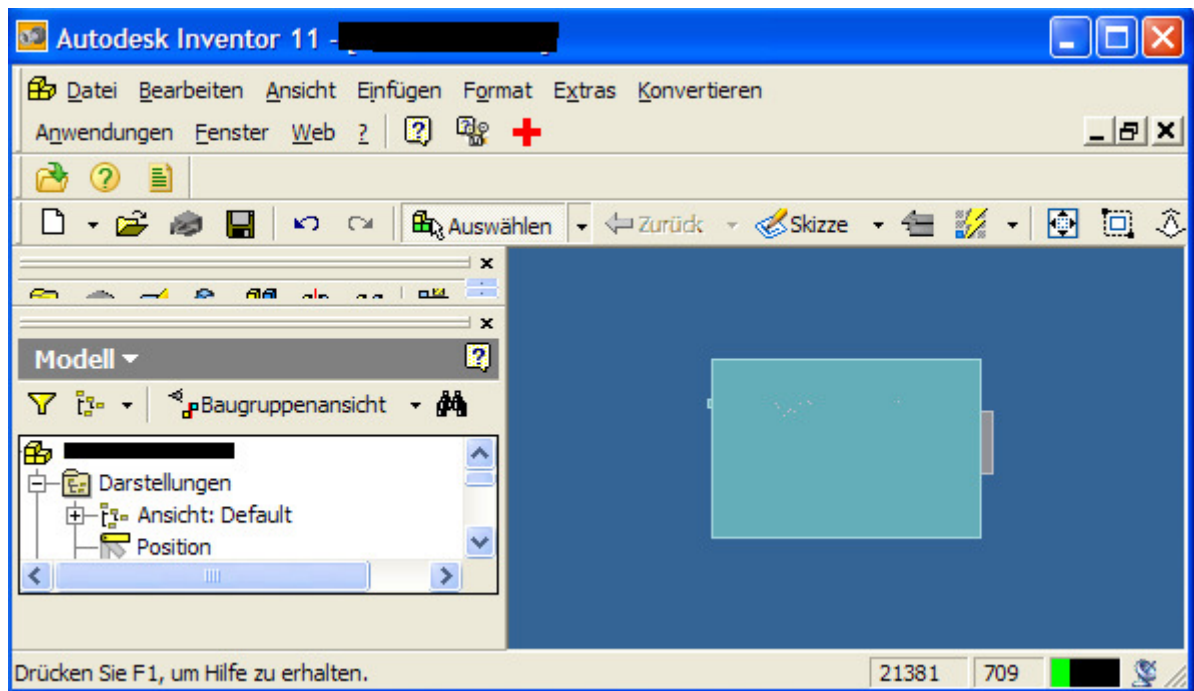 Autodesk Inventor 11 -
Datei Bearbeiten Ansicht Einfügen Format Extras Konvertieren
Anwendungen Fenster Web ?
Auswählen Zurück Skizze
Modell
Baugruppenansicht
Darstellungen
Ansicht: Default
Position
Drücken Sie F1, um Hilfe zu erhalten. 21381 709